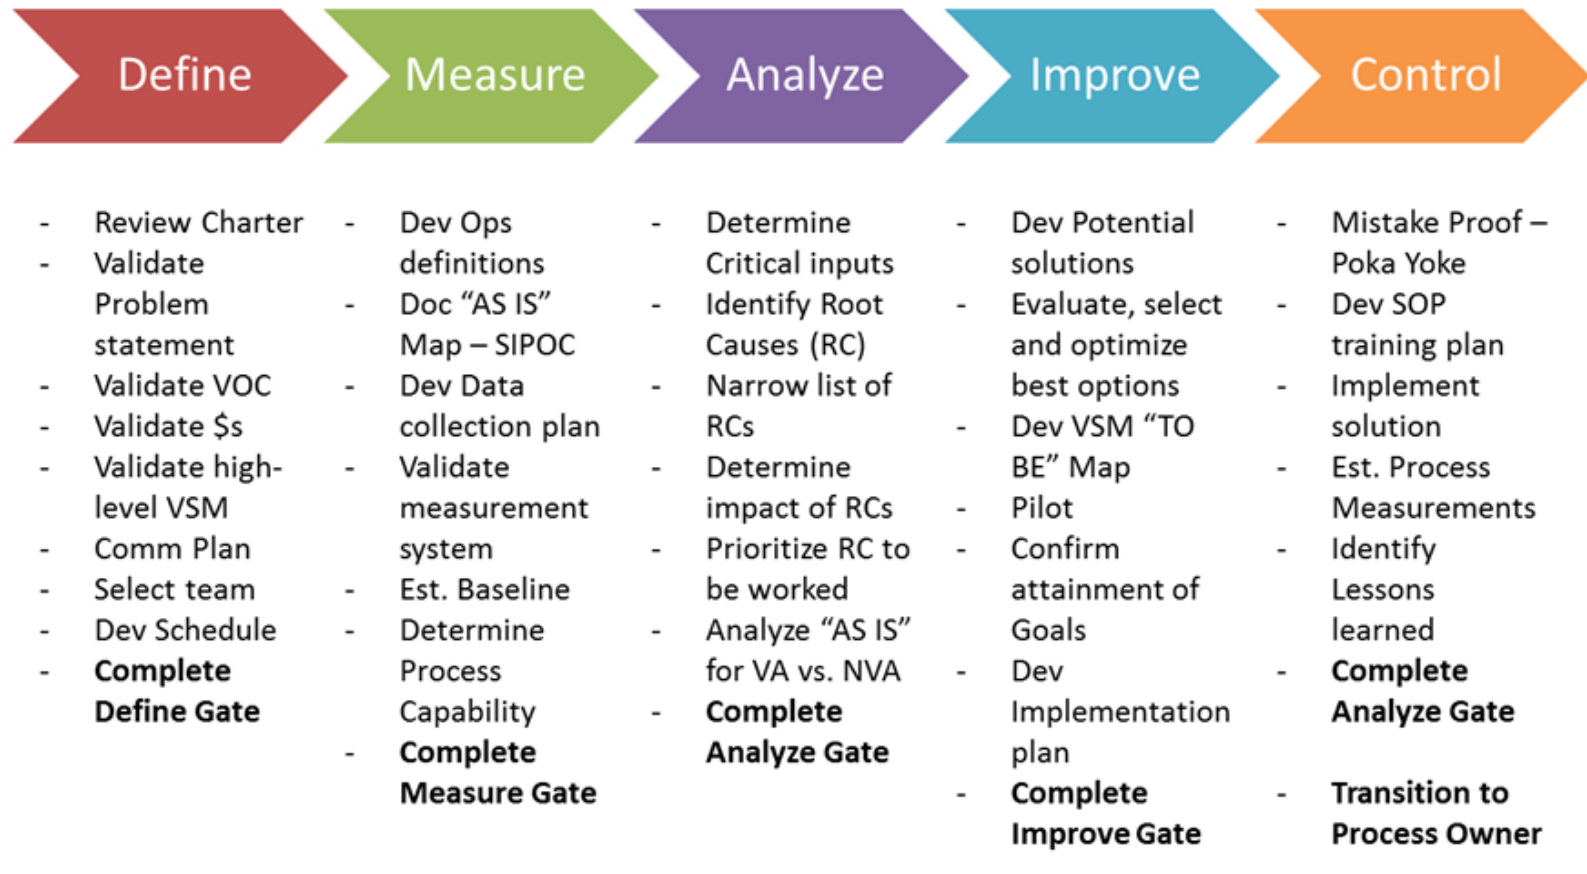 Define
Measure
Analyze
Improve
Control
- Review Charter
- Validate
Problem
statement
- Validate VOC
- Validate $s
- Validate high-
level VSM
- Comm Plan
- Select team
- Dev Schedule
- Complete
Define Gate
- Dev Ops
definitions
- Doc “AS IS”
Map – SIPOC
- Dev Data
collection plan
- Validate
measurement
system
- Est. Baseline
- Determine
Process
Capability
- Complete
Measure Gate
- Determine
Critical inputs
- Identify Root
Causes (RC)
- Narrow list of
RCs
- Determine
impact of RCs
- Prioritize RC to
be worked
- Analyze “AS IS”
for VA vs. NVA
- Complete
Analyze Gate
- Dev Potential
solutions
- Evaluate, select
and optimize
best options
- Dev VSM “TO
BE” Map
- Pilot
- Confirm
attainment of
Goals
- Dev
Implementation
plan
- Complete
Improve Gate
- Mistake Proof –
Poka Yoke
- Dev SOP
training plan
- Implement
solution
- Est. Process
Measurements
- Identify
Lessons
learned
- Complete
Analyze Gate
- Transition to
Process Owner